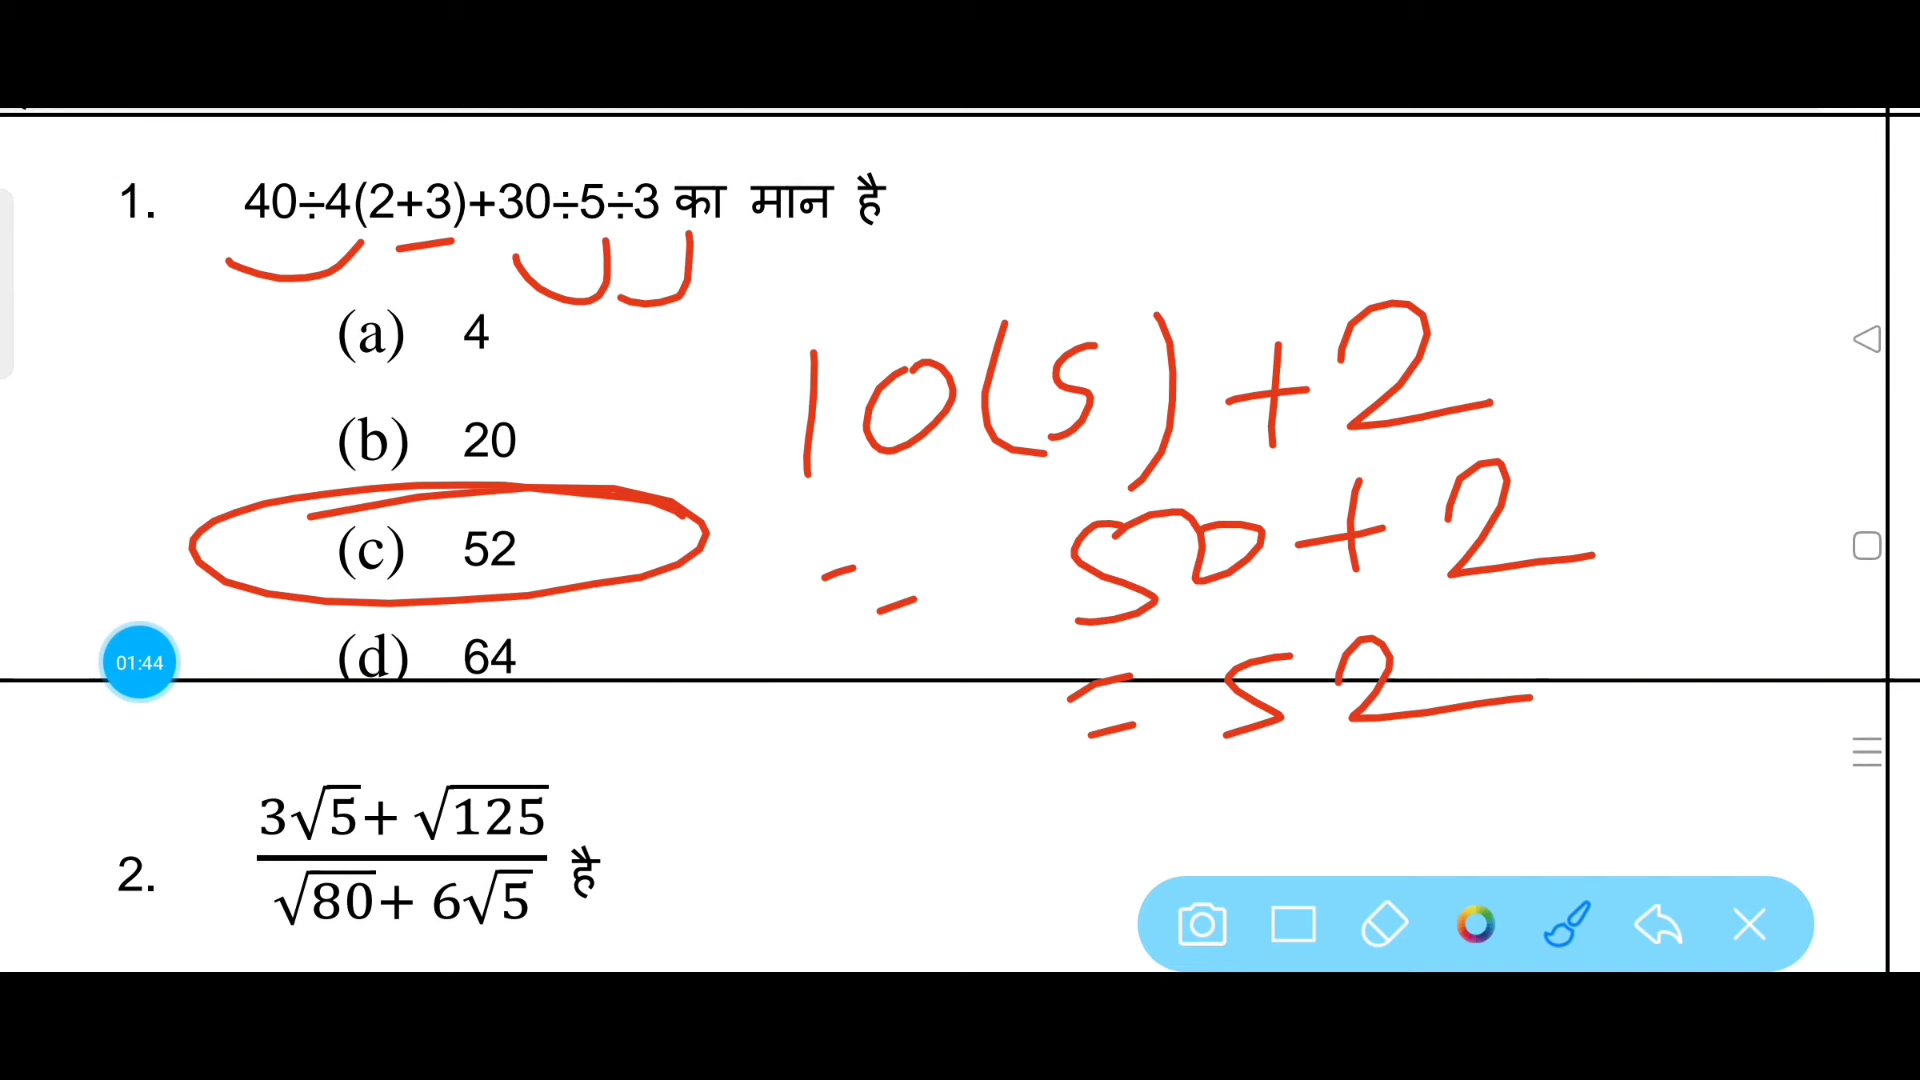 1. 40÷4(2+3)+30÷5÷3 का मान है
(a) 4
(b) 20
(c) 52
(d) 64
10(5)+2
= 50+2
= 52
01:44
2. 3√5+ √125
√80+ 6√5 है